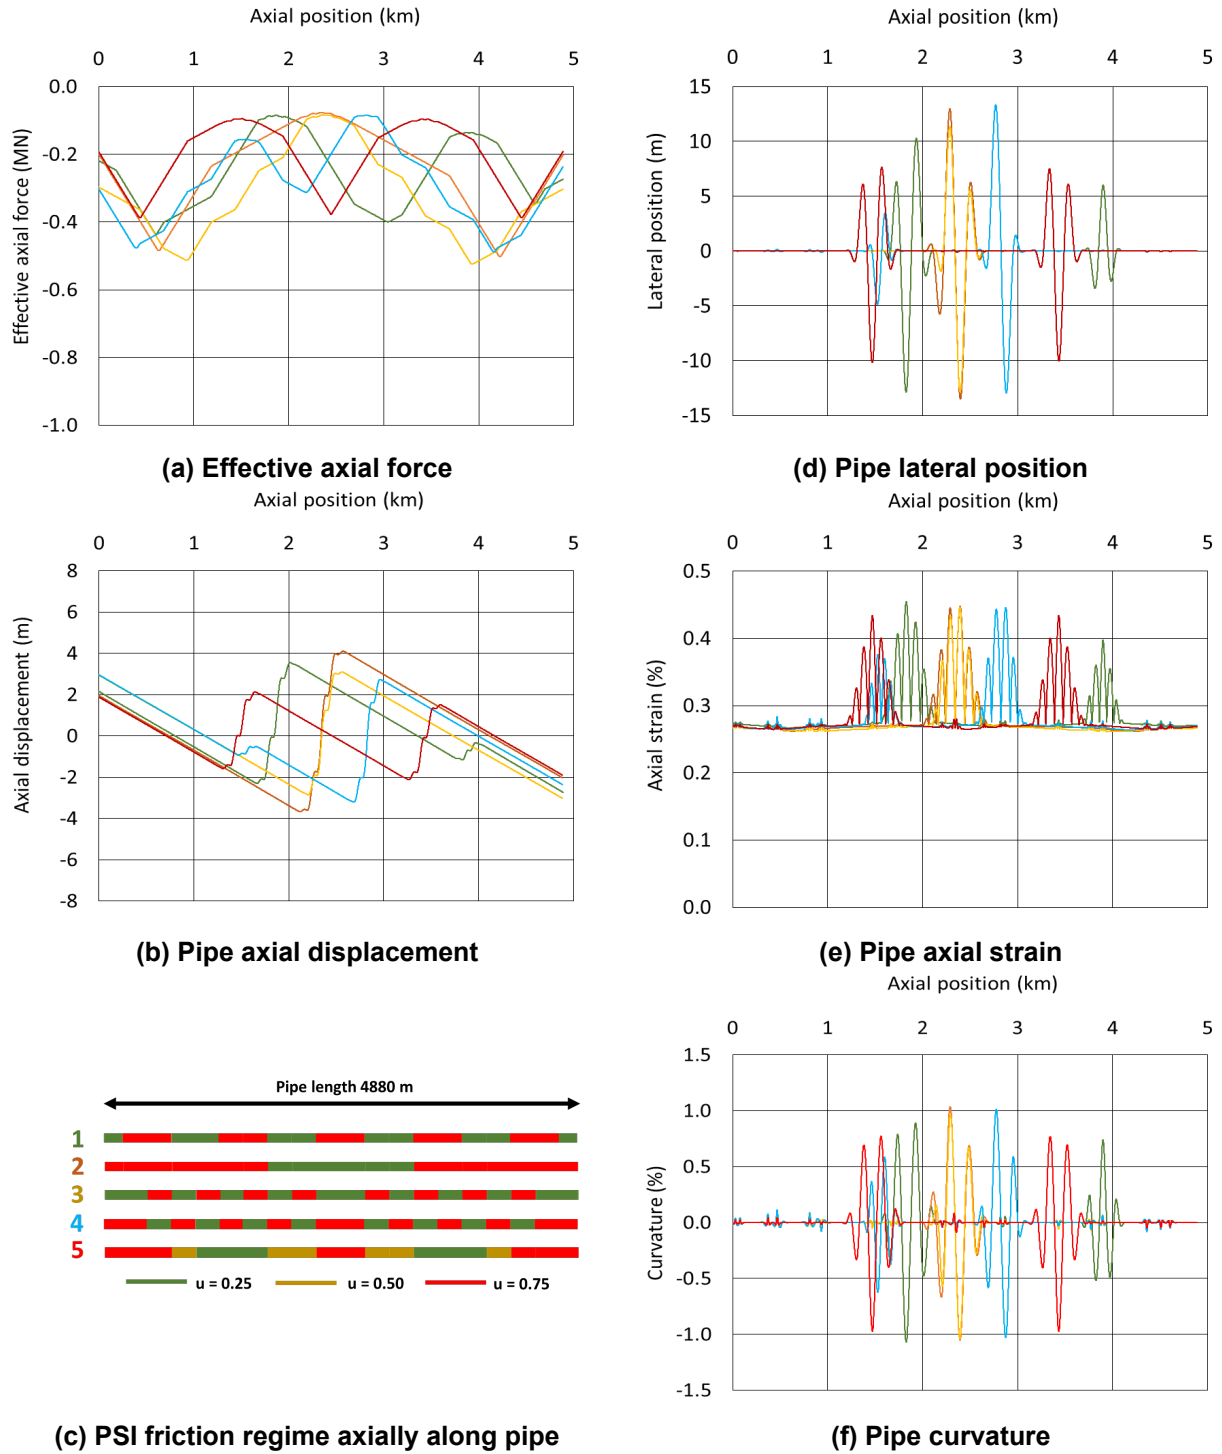 Axial position (km)
0 1 2 3 4 5
0.0
-0.2
-0.4
-0.6
-0.8
-1.0
Effective axial force (MN)
(a) Effective axial force
Axial position (km)
0 1 2 3 4 5
8
6
4
2
0
-2
-4
-6
-8
Axial displacement (m)
(b) Pipe axial displacement
Pipe length 4880 m
1
2
3
4
5
u = 0.25 u = 0.50 u = 0.75
(c) PSI friction regime axially along pipe
Axial position (km)
0 1 2 3 4 5
15
10
5
0
-5
-10
-15
Lateral position (m)
(d) Pipe lateral position
Axial position (km)
0 1 2 3 4 5
0.5
0.4
0.3
0.2
0.1
0.0
Axial strain (%)
(e) Pipe axial strain
Axial position (km)
0 1 2 3 4 5
1.5
1.0
0.5
0.0
-0.5
-1.0
-1.5
Curvature (%)
(f) Pipe curvature